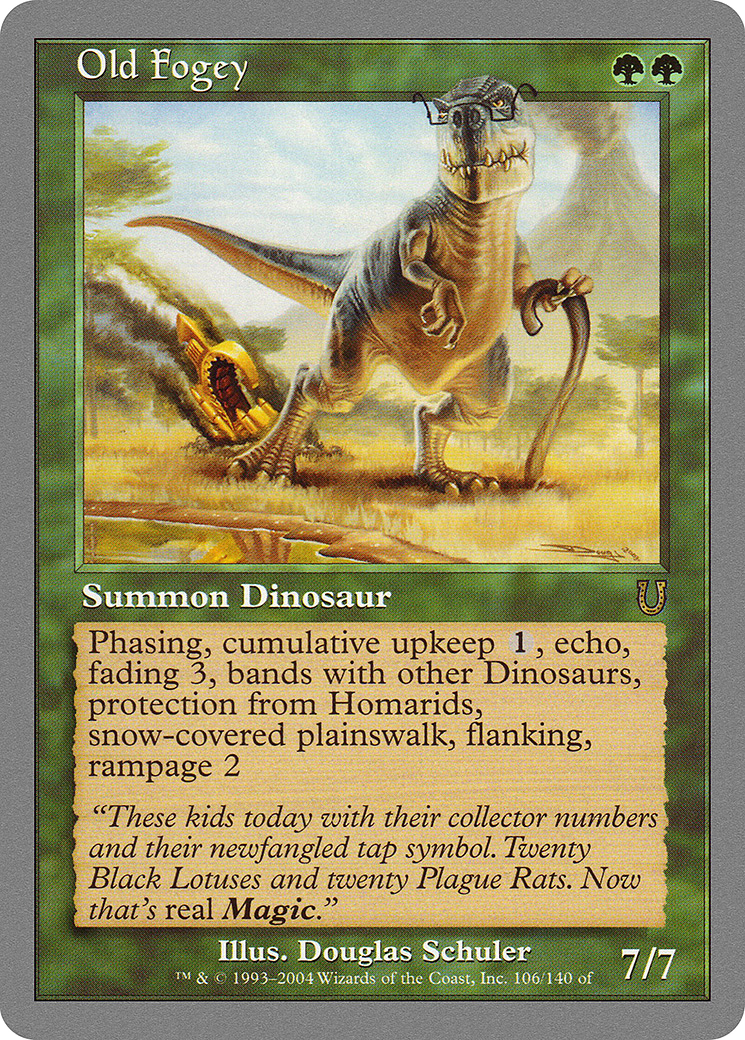 Old Fogey
Summon Dinosaur
Phasing, cumulative upkeep 1, echo,
fading 3, bands with other Dinosaurs,
protection from Homarids,
snow-covered plainswalk, flanking,
rampage 2
“These kids today with their collector numbers
and their newfangled tap symbol. Twenty
Black Lotuses and twenty Plague Rats. Now
that’s real Magic.”
Illus. Douglas Schuler
7/7
™ & © 1993–2004 Wizards of the Coast, Inc. 106/140 of